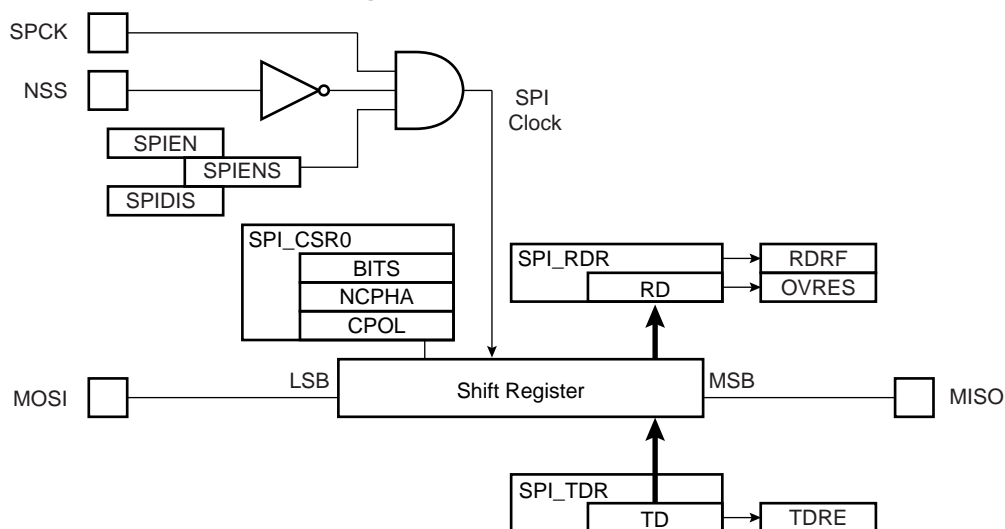 SPCK
NSS
SPI
Clock
SPIEN
SPIENS
SPIDIS
SPI_CSR0
BITS
NCPHA
CPOL
SPI_RDR
RD
RDRF
OVRES
MOSI
LSB
Shift Register
MSB
MISO
SPI_TDR
TD
TDRE